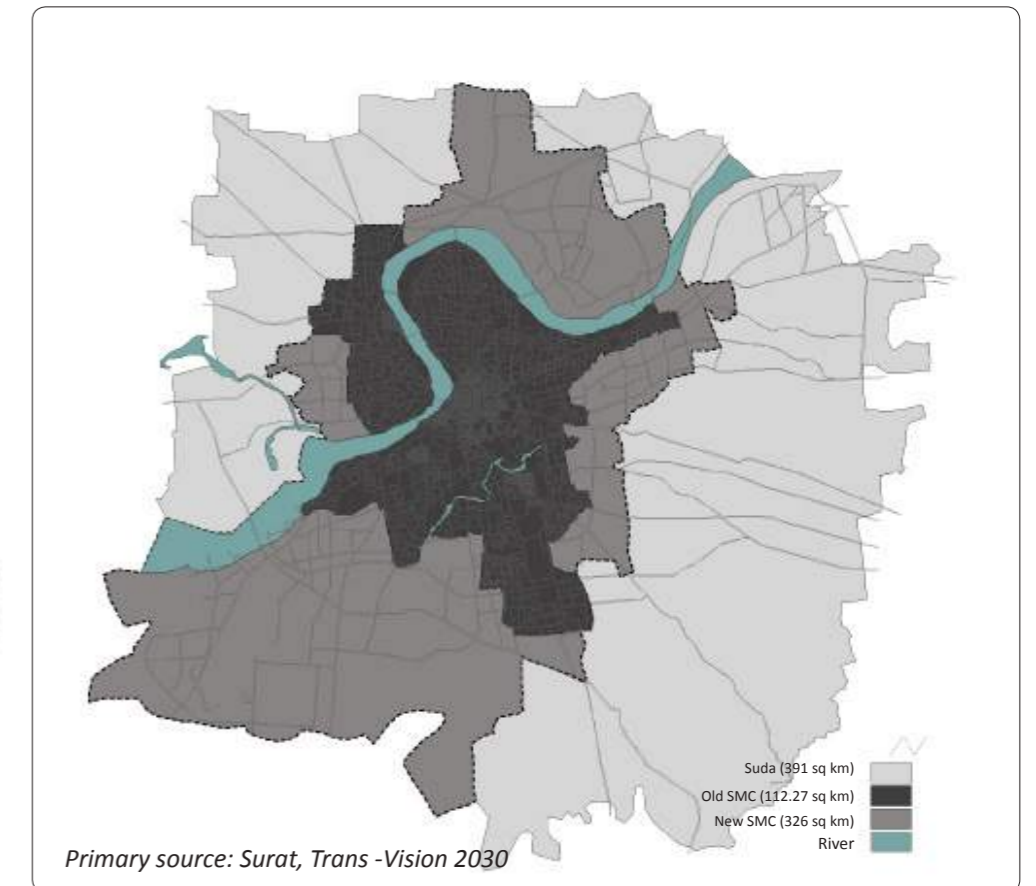 Suda (391 sq km)
Old SMC (112.27 sq km)
New SMC (326 sq km)
River
Primary source: Surat, Trans -Vision 2030